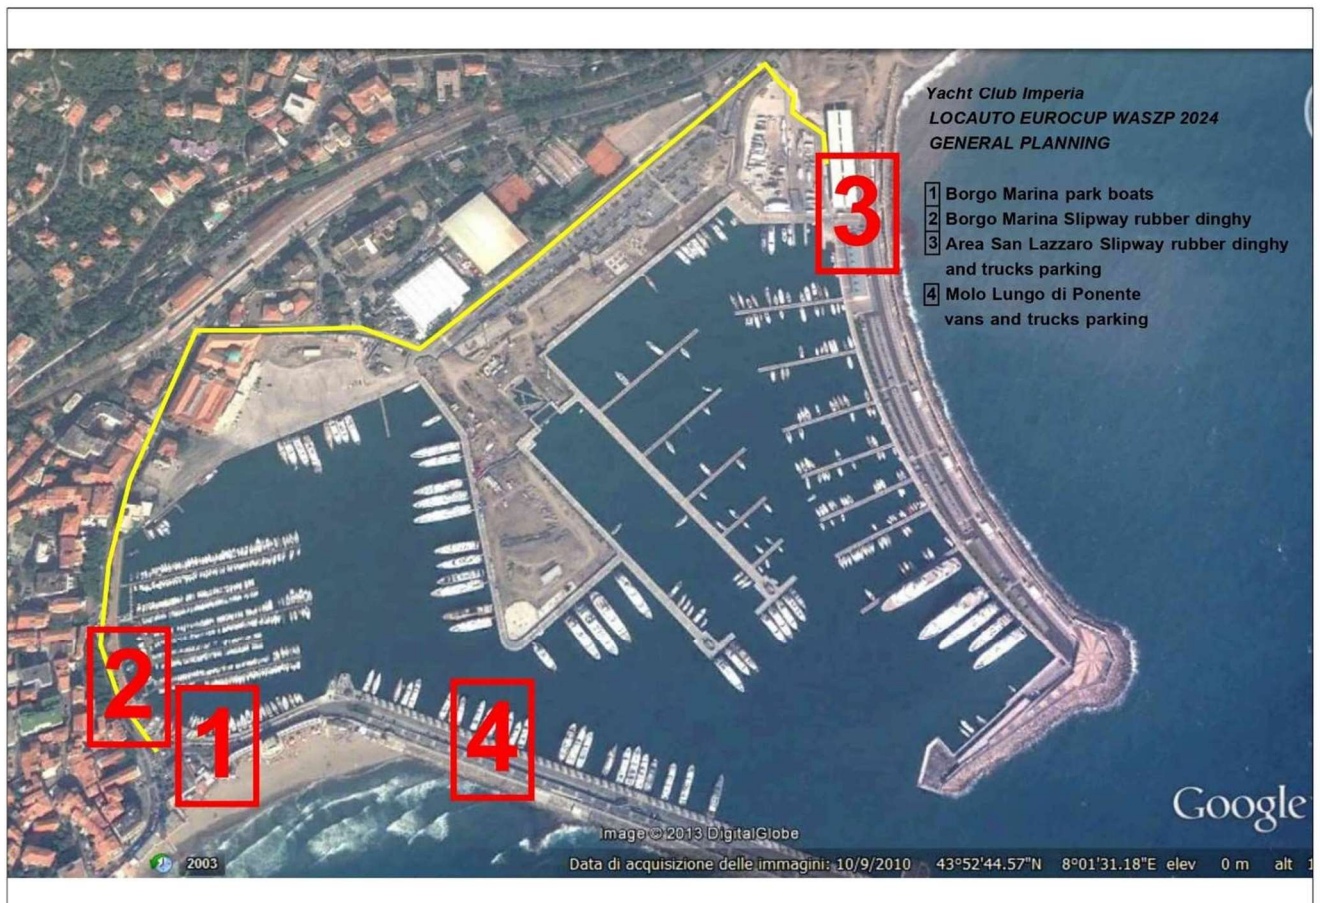 Yacht Club Imperia
LOCAUTO EUROCUP WASZP 2024
GENERAL PLANNING
1 Borgo Marina park boats
2 Borgo Marina Slipway rubber dinghy
3 Area San Lazzaro Slipway rubber dinghy
and trucks parking
4 Molo Lungo di Ponente
vans and trucks parking
3
2
1
4
Google
Image © 2013 DigitalGlobe
2003
Data di acquisizione delle immagini: 10/9/2010 43°52'44.57"N 8°01'31.18"E elev 0 m alt 1